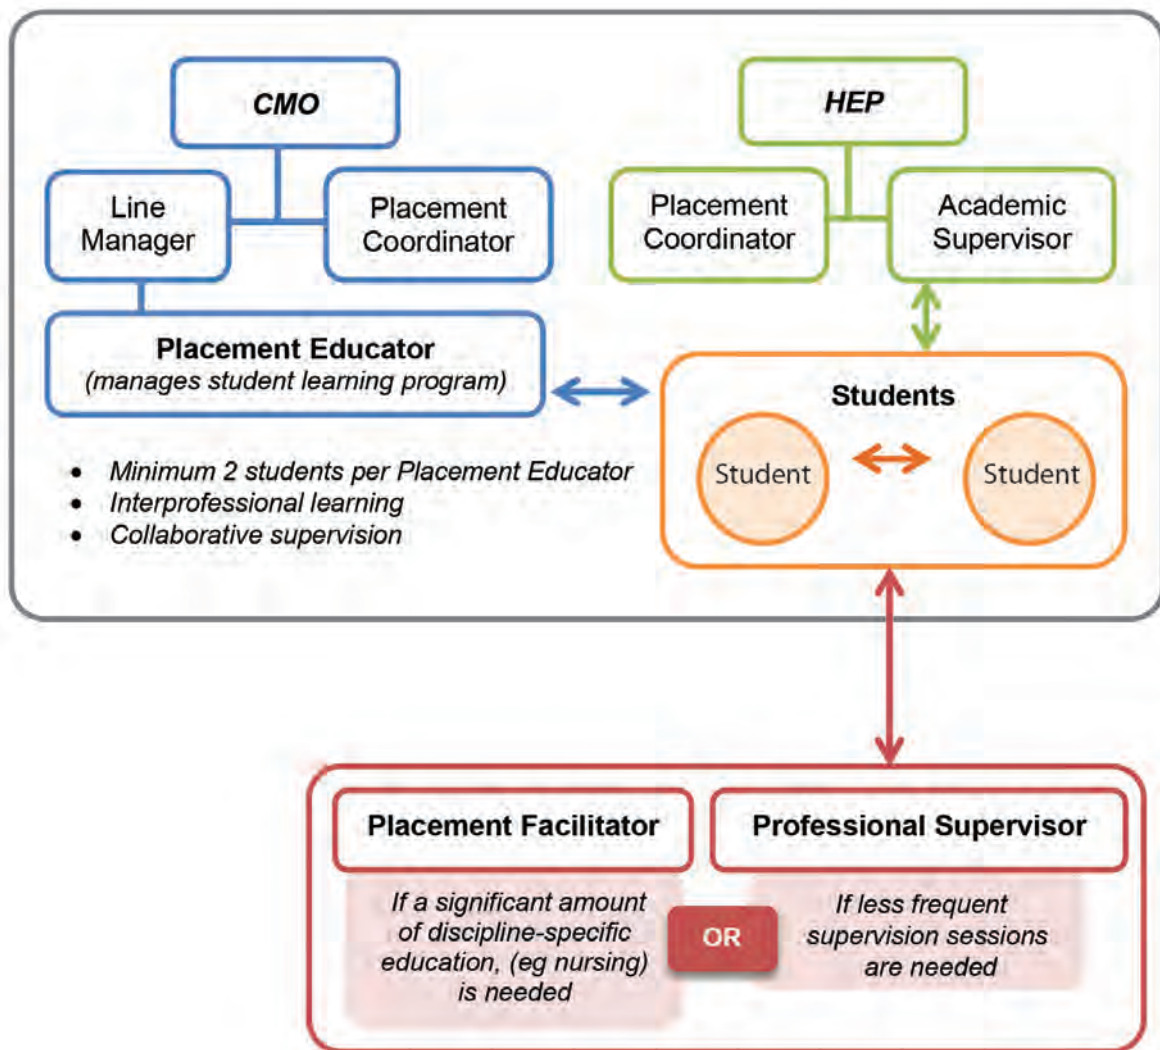 CMO
HEP
Line
Manager
Placement
Coordinator
Placement
Coordinator
Academic
Supervisor
Placement Educator
(manages student learning program)
Students
Student
Student
• Minimum 2 students per Placement Educator
• Interprofessional learning
• Collaborative supervision
Placement Facilitator
Professional Supervisor
If a significant amount
of discipline-specific
education, (eg nursing)
is needed
OR
If less frequent
supervision sessions
are needed